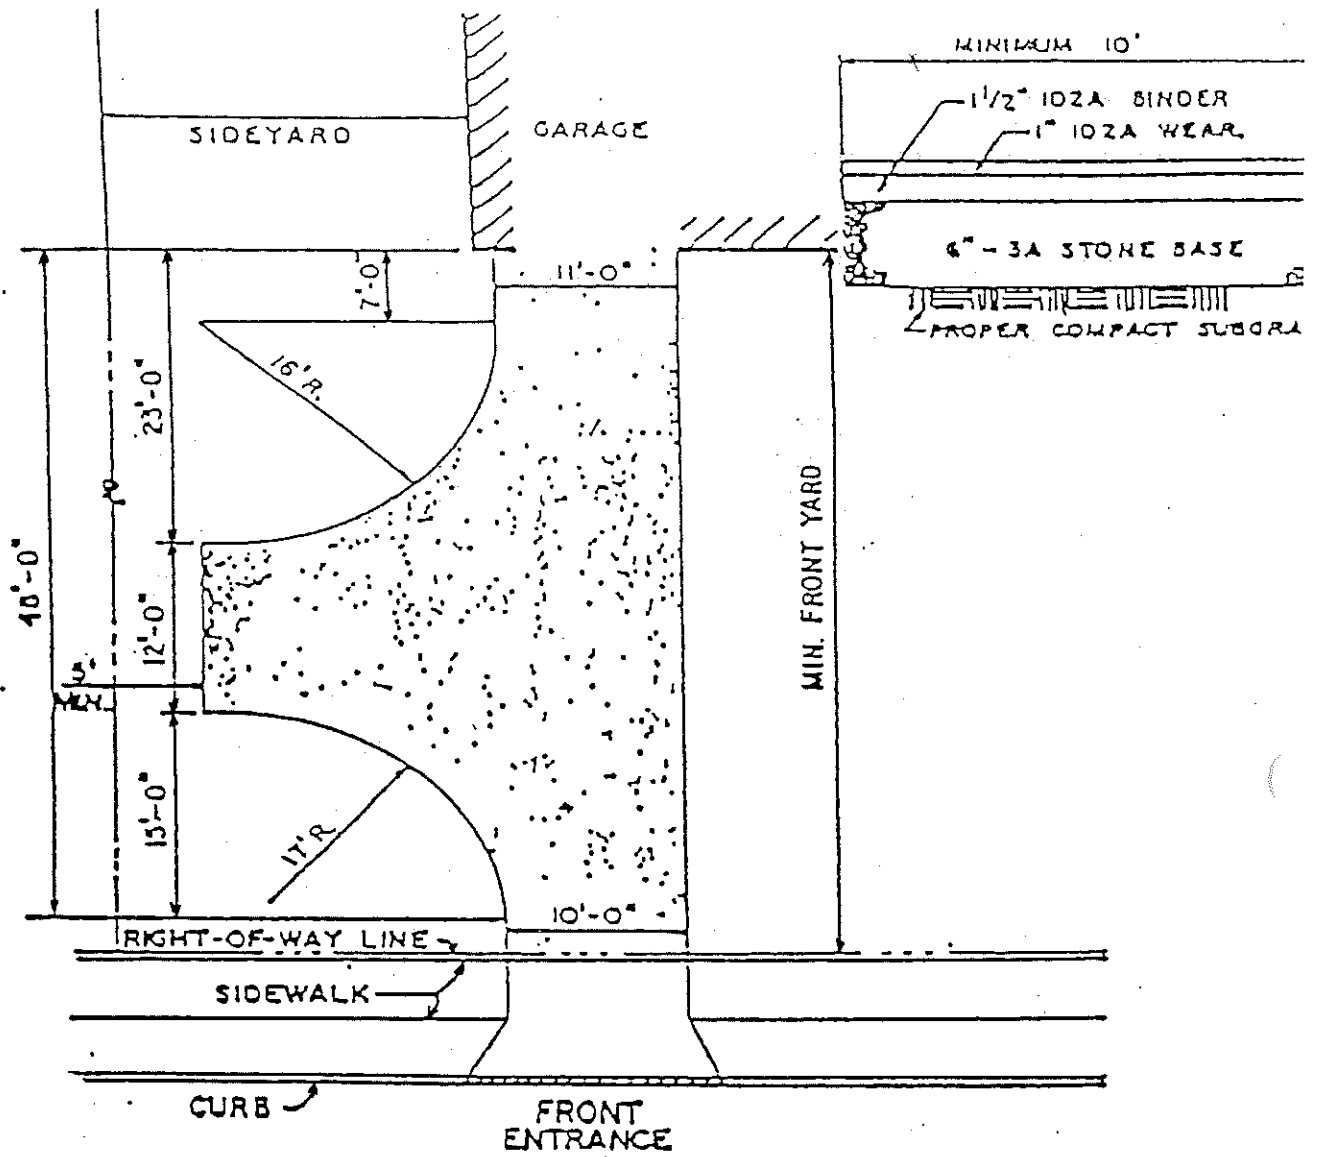 MINIMUM 10'
1 1/2" ID2A BINDER
1" ID2A WEAR
SIDEYARD
GARAGE
6" - 3A STONE BASE
PROPER COMPACT SUBGRA
11'-0"
7'-0
16'R.
23'-0"
48'-0"
12'-0"
5'
MIN.
15'-0"
17'R.
MIN. FRONT YARD
10'-0"
RIGHT-OF-WAY LINE
SIDEWALK
CURB
FRONT
ENTRANCE